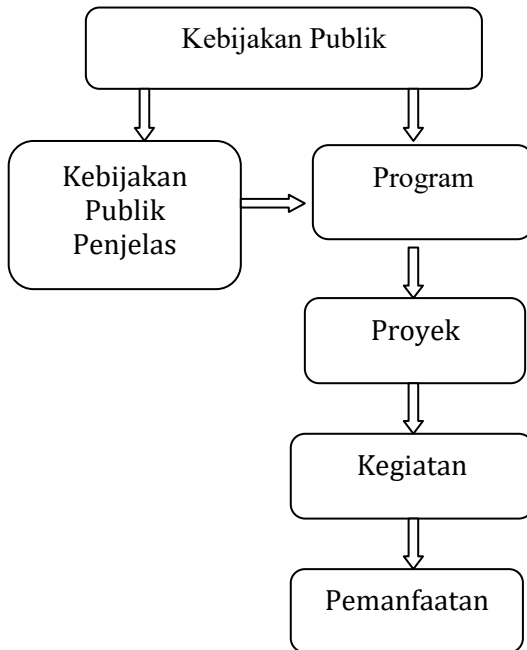 Kebijakan Publik
Kebijakan
Publik
Penjelas
Program
Proyek
Kegiatan
Pemanfaatan